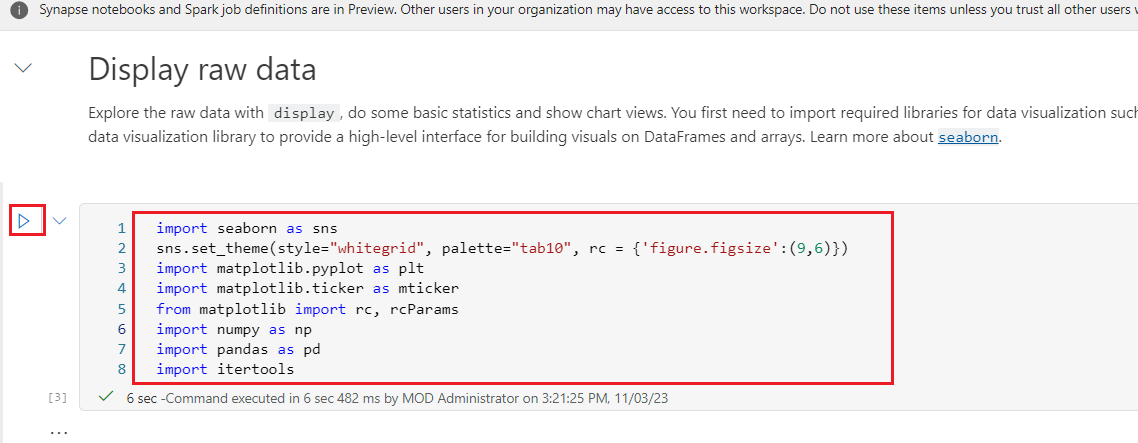 Synapse notebooks and Spark job definitions are in Preview. Other users in your organization may have access to this workspace. Do not use these items unless you trust all other users
Display raw data
Explore the raw data with display, do some basic statistics and show chart views. You first need to import required libraries for data visualization such
data visualization library to provide a high-level interface for building visuals on DataFrames and arrays. Learn more about seaborn.
1 import seaborn as sns
2 sns.set_theme(style="whitegrid", palette="tab10", rc = {'figure.figsize':(9,6)})
3 import matplotlib.pyplot as plt
4 import matplotlib.ticker as mticker
5 from matplotlib import rc, rcParams
6 import numpy as np
7 import pandas as pd
8 import itertools
[3] 6 sec -Command executed in 6 sec 482 ms by MOD Administrator on 3:21:25 PM, 11/03/23
...